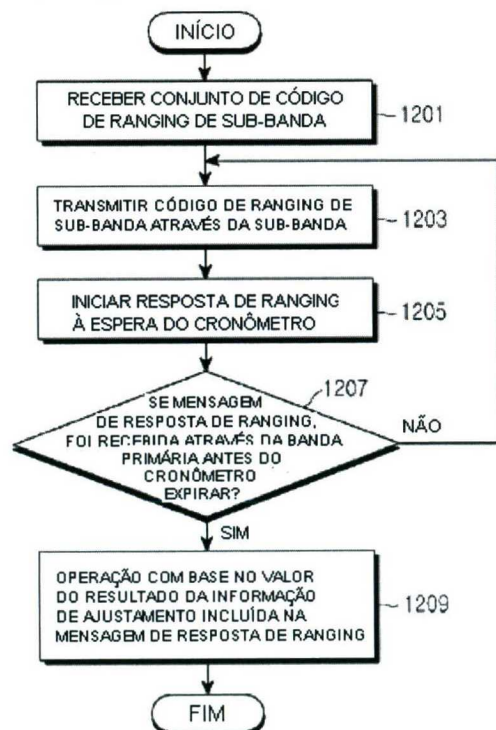 INÍCIO
RECEBER CONJUNTO DE CÓDIGO
DE RANGING DE SUB-BANDA
1201
TRANSMITIR CÓDIGO DE RANGING DE
SUB-BANDA ATRAVÉS DA SUB-BANDA
1203
INICIAR RESPOSTA DE RANGING
À ESPERA DO CRONÔMETRO
1205
1207
SE MENSAGEM
DE RESPOSTA DE RANGING,
FOI RECEBIDA ATRAVÉS DA BANDA
PRIMÁRIA ANTES DO
CRONÔMETRO
EXPIRAR?
NÃO
SIM
OPERAÇÃO COM BASE NO VALOR
DO RESULTADO DA INFORMAÇÃO
DE AJUSTAMENTO INCLUÍDA NA
MENSAGEM DE RESPOSTA DE RANGING
1209
FIM